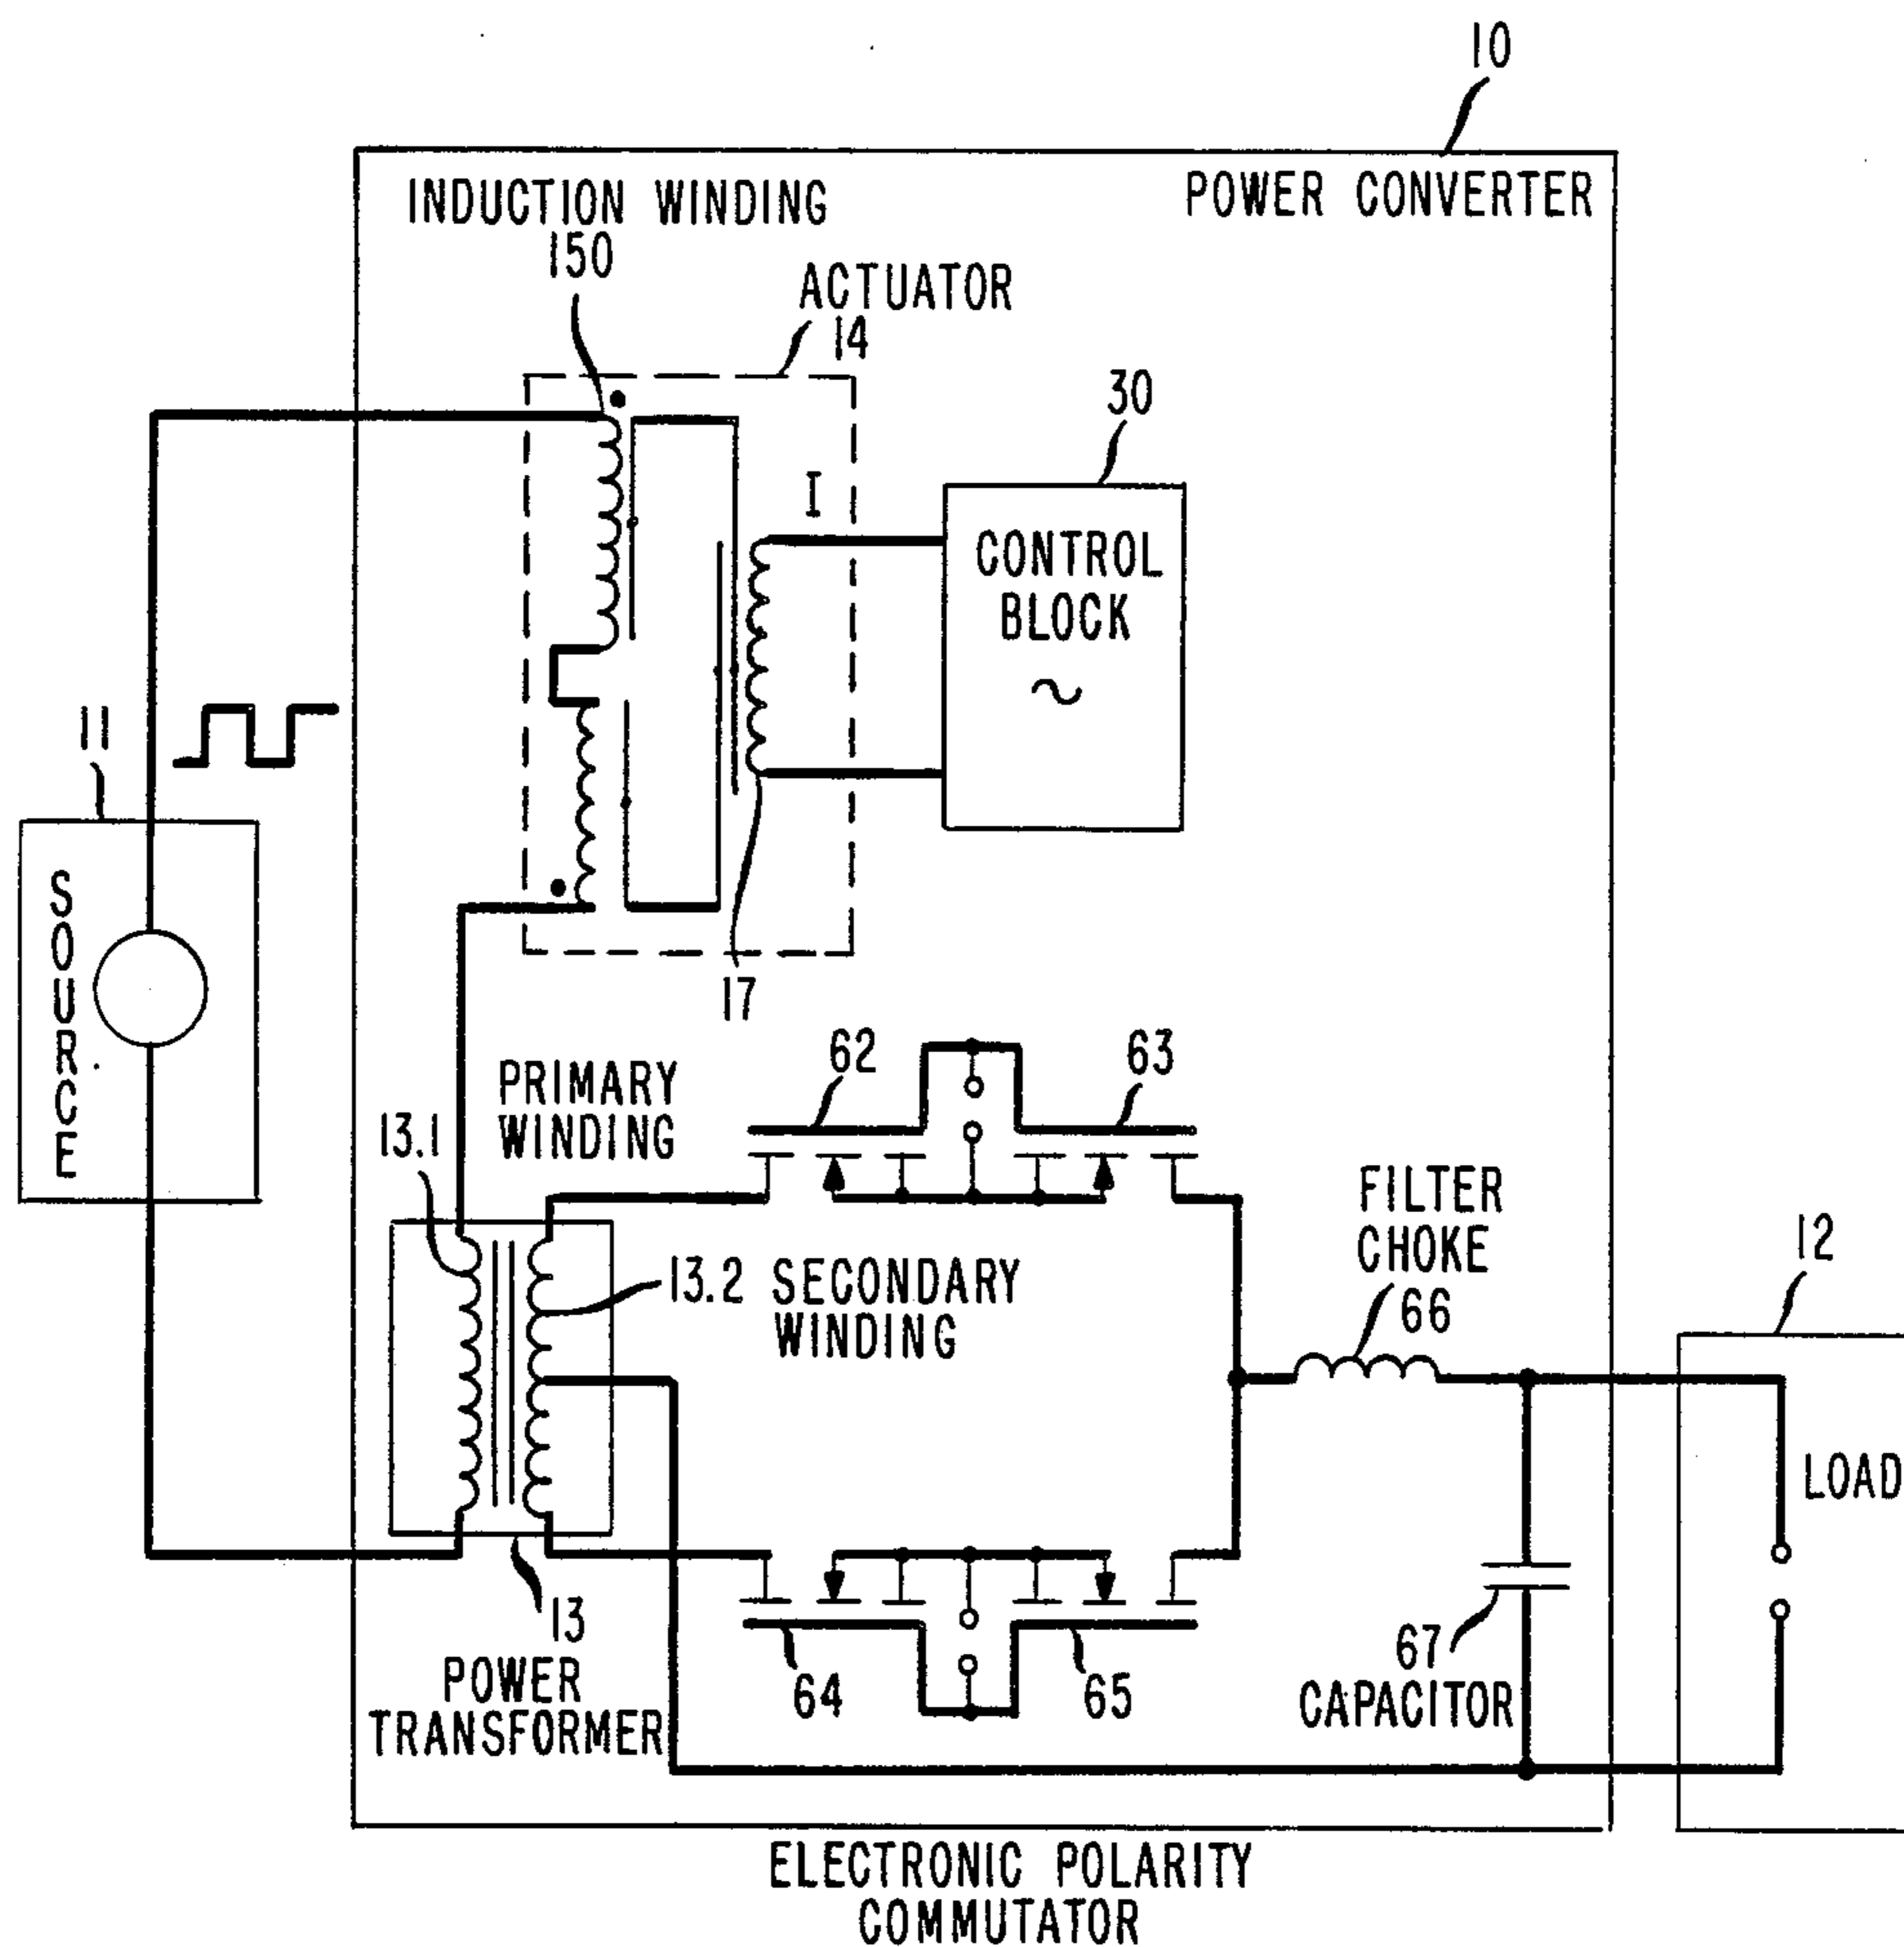 10
POWER CONVERTER
INDUCTION WINDING
150
ACTUATOR
14
30
I
CONTROL
BLOCK
~
11
SOURCE
17
62
63
PRIMARY
WINDING
13.1
13.2 SECONDARY
WINDING
FILTER
CHOKE
66
12
LOAD
13
POWER
TRANSFORMER
64
65
67
CAPACITOR
ELECTRONIC POLARITY
COMMUTATOR